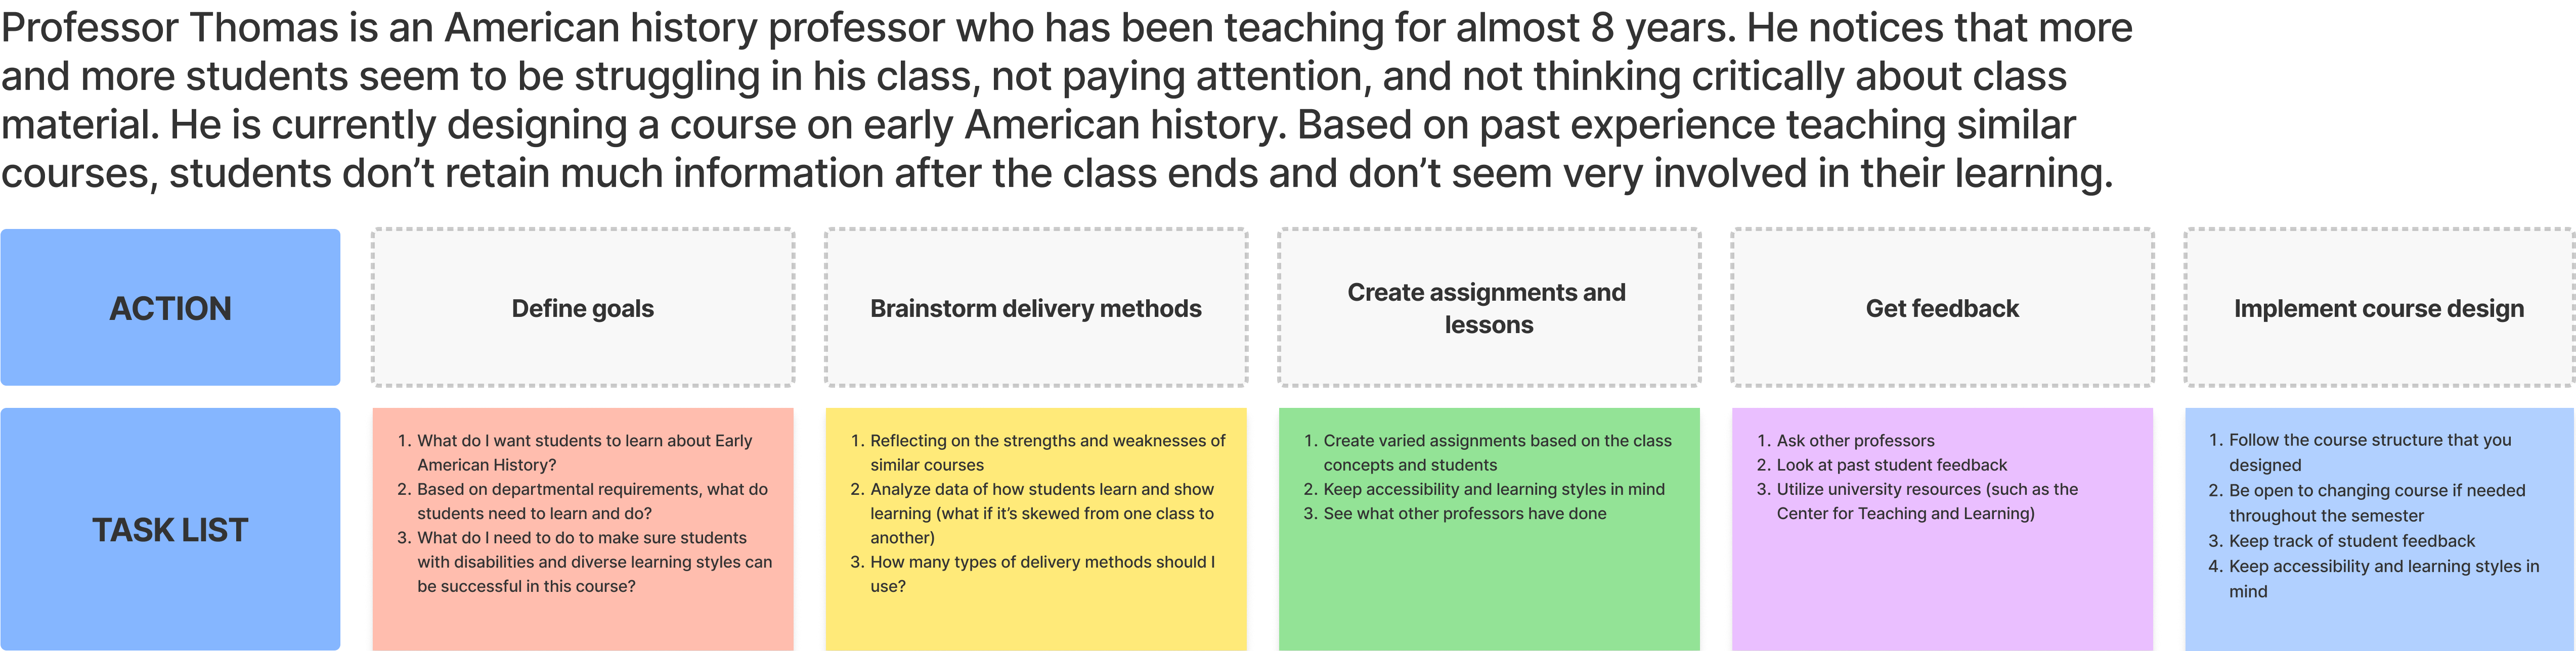 Professor Thomas is an American history professor who has been teaching for almost 8 years. He notices that more
and more students seem to be struggling in his class, not paying attention, and not thinking critically about class
material. He is currently designing a course on early American history. Based on past experience teaching similar
courses, students don’t retain much information after the class ends and don’t seem very involved in their learning.
ACTION
Define goals
Brainstorm delivery methods
Create assignments and
lessons
Get feedback
Implement course design
TASK LIST
1. What do I want students to learn about Early
American History?
2. Based on departmental requirements, what do
students need to learn and do?
3. What do I need to do to make sure students
with disabilities and diverse learning styles can
be successful in this course?
1. Reflecting on the strengths and weaknesses of
similar courses
2. Analyze data of how students learn and show
learning (what if it’s skewed from one class to
another)
3. How many types of delivery methods should I
use?
1. Create varied assignments based on the class
concepts and students
2. Keep accessibility and learning styles in mind
3. See what other professors have done
1. Ask other professors
2. Look at past student feedback
3. Utilize university resources (such as the
Center for Teaching and Learning)
1. Follow the course structure that you
designed
2. Be open to changing course if needed
throughout the semester
3. Keep track of student feedback
4. Keep accessibility and learning styles in
mind